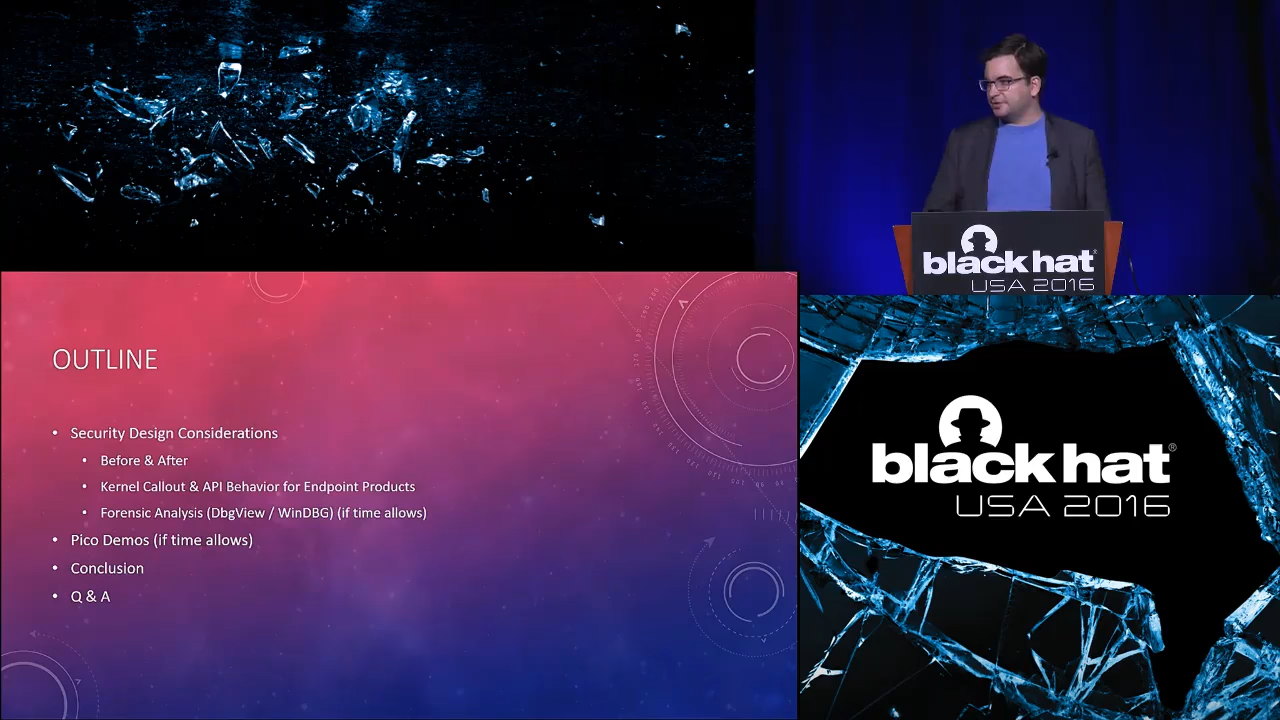 black hat®
USA 2016
OUTLINE
• Security Design Considerations
• Before & After
• Kernel Callout & API Behavior for Endpoint Products
• Forensic Analysis (DbgView / WinDBG) (if time allows)
• Pico Demos (if time allows)
• Conclusion
• Q & A
black hat®
USA 2016